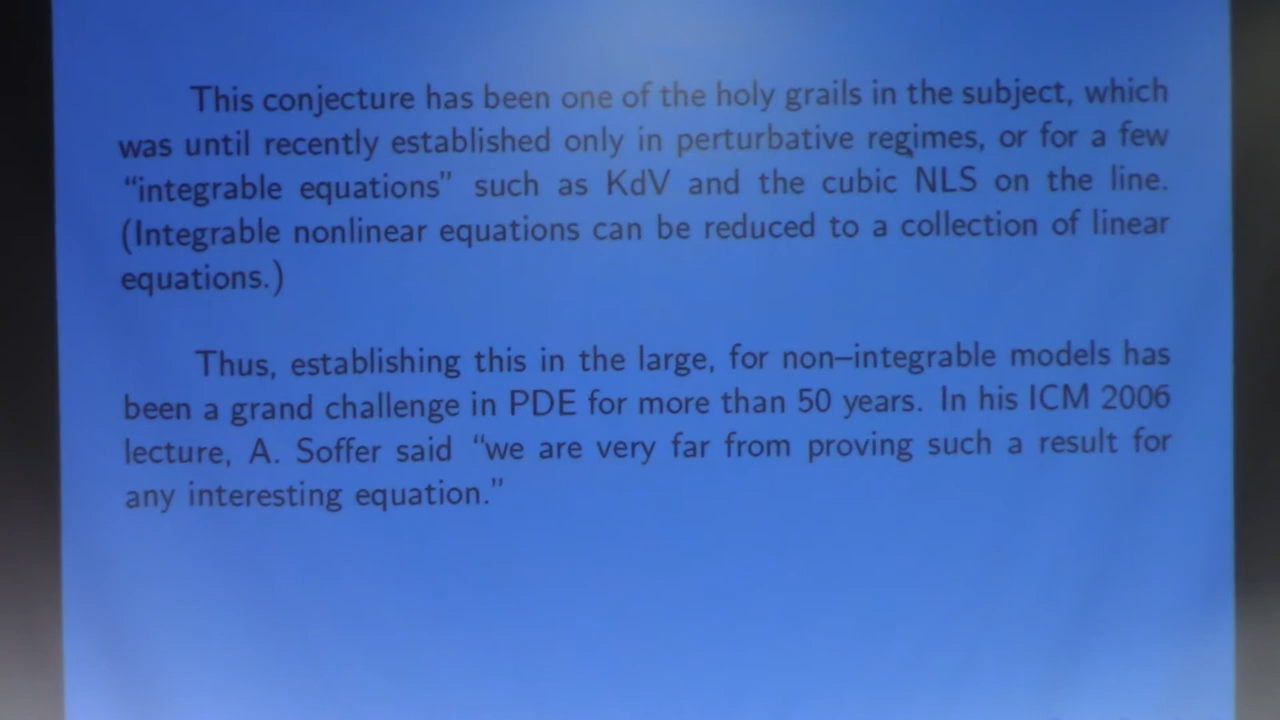 This conjecture has been one of the holy grails in the subject, which
was until recently established only in perturbative regimes, or for a few
“integrable equations” such as KdV and the cubic NLS on the line.
(Integrable nonlinear equations can be reduced to a collection of linear
equations.)
Thus, establishing this in the large, for non–integrable models has
been a grand challenge in PDE for more than 50 years. In his ICM 2006
lecture, A. Soffer said “we are very far from proving such a result for
any interesting equation.”